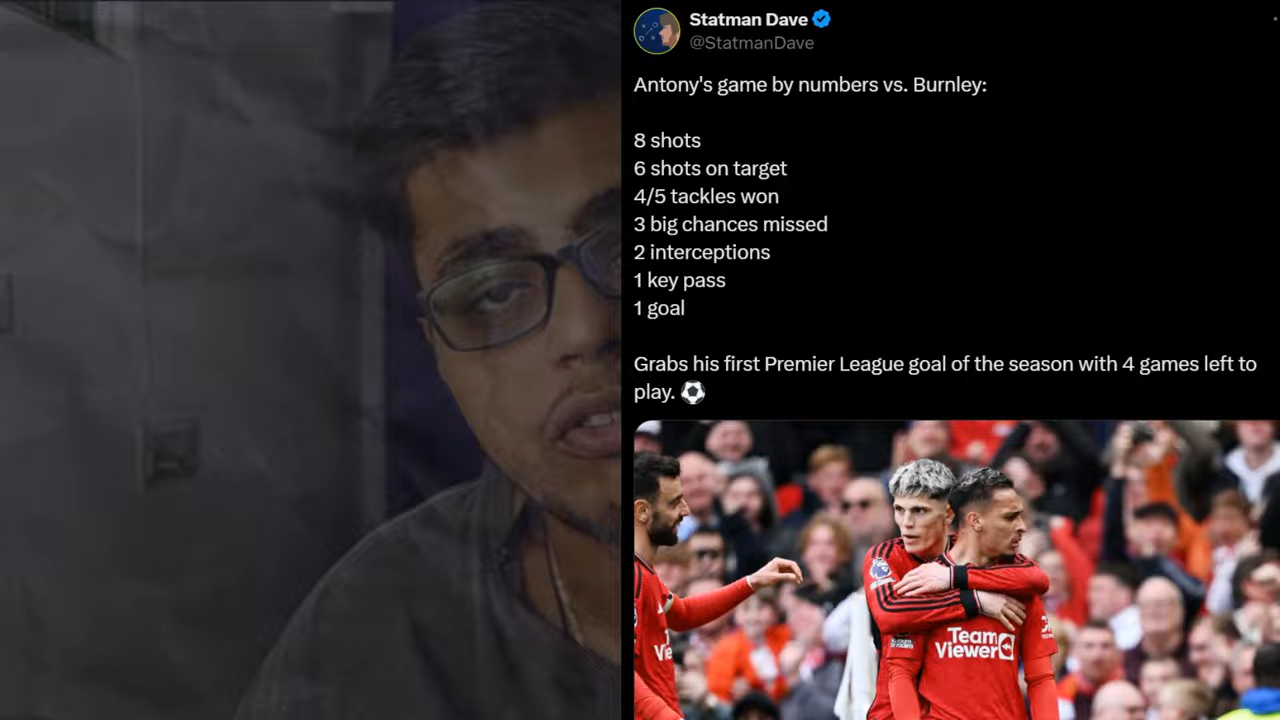 Statman Dave
@StatmanDave
Antony's game by numbers vs. Burnley:
8 shots
6 shots on target
4/5 tackles won
3 big chances missed
2 interceptions
1 key pass
1 goal
Grabs his first Premier League goal of the season with 4 games left to
play.
Team
Viewer